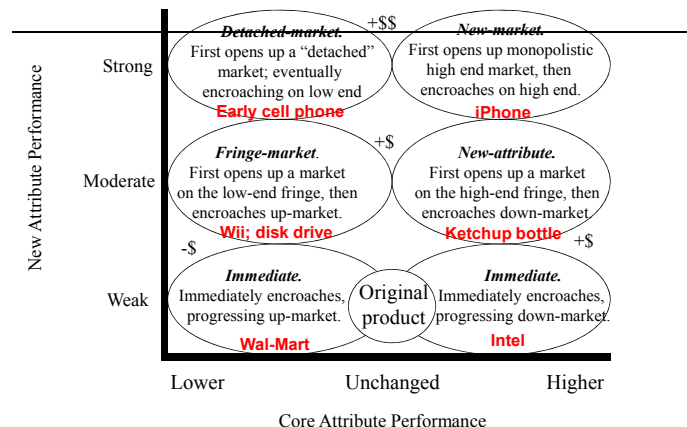 Detached-market.
First opens up a “detached”
market; eventually
encroaching on low end
Early cell phone
+$$
New-market.
First opens up monopolistic
high end market, then
encroaches on high end.
iPhone
Strong
+$
Fringe-market.
First opens up a market
on the low-end fringe, then
encroaches up-market.
Wii; disk drive
New-attribute.
First opens up a market
on the high-end fringe, then
encroaches down-market.
Ketchup bottle
Moderate
New Attribute Performance
-$
+$
Immediate.
Immediately encroaches,
progressing up-market.
Wal-Mart
Original
product
Immediate.
Immediately encroaches,
progressing down-market.
Intel
Weak
Lower
Unchanged
Higher
Core Attribute Performance